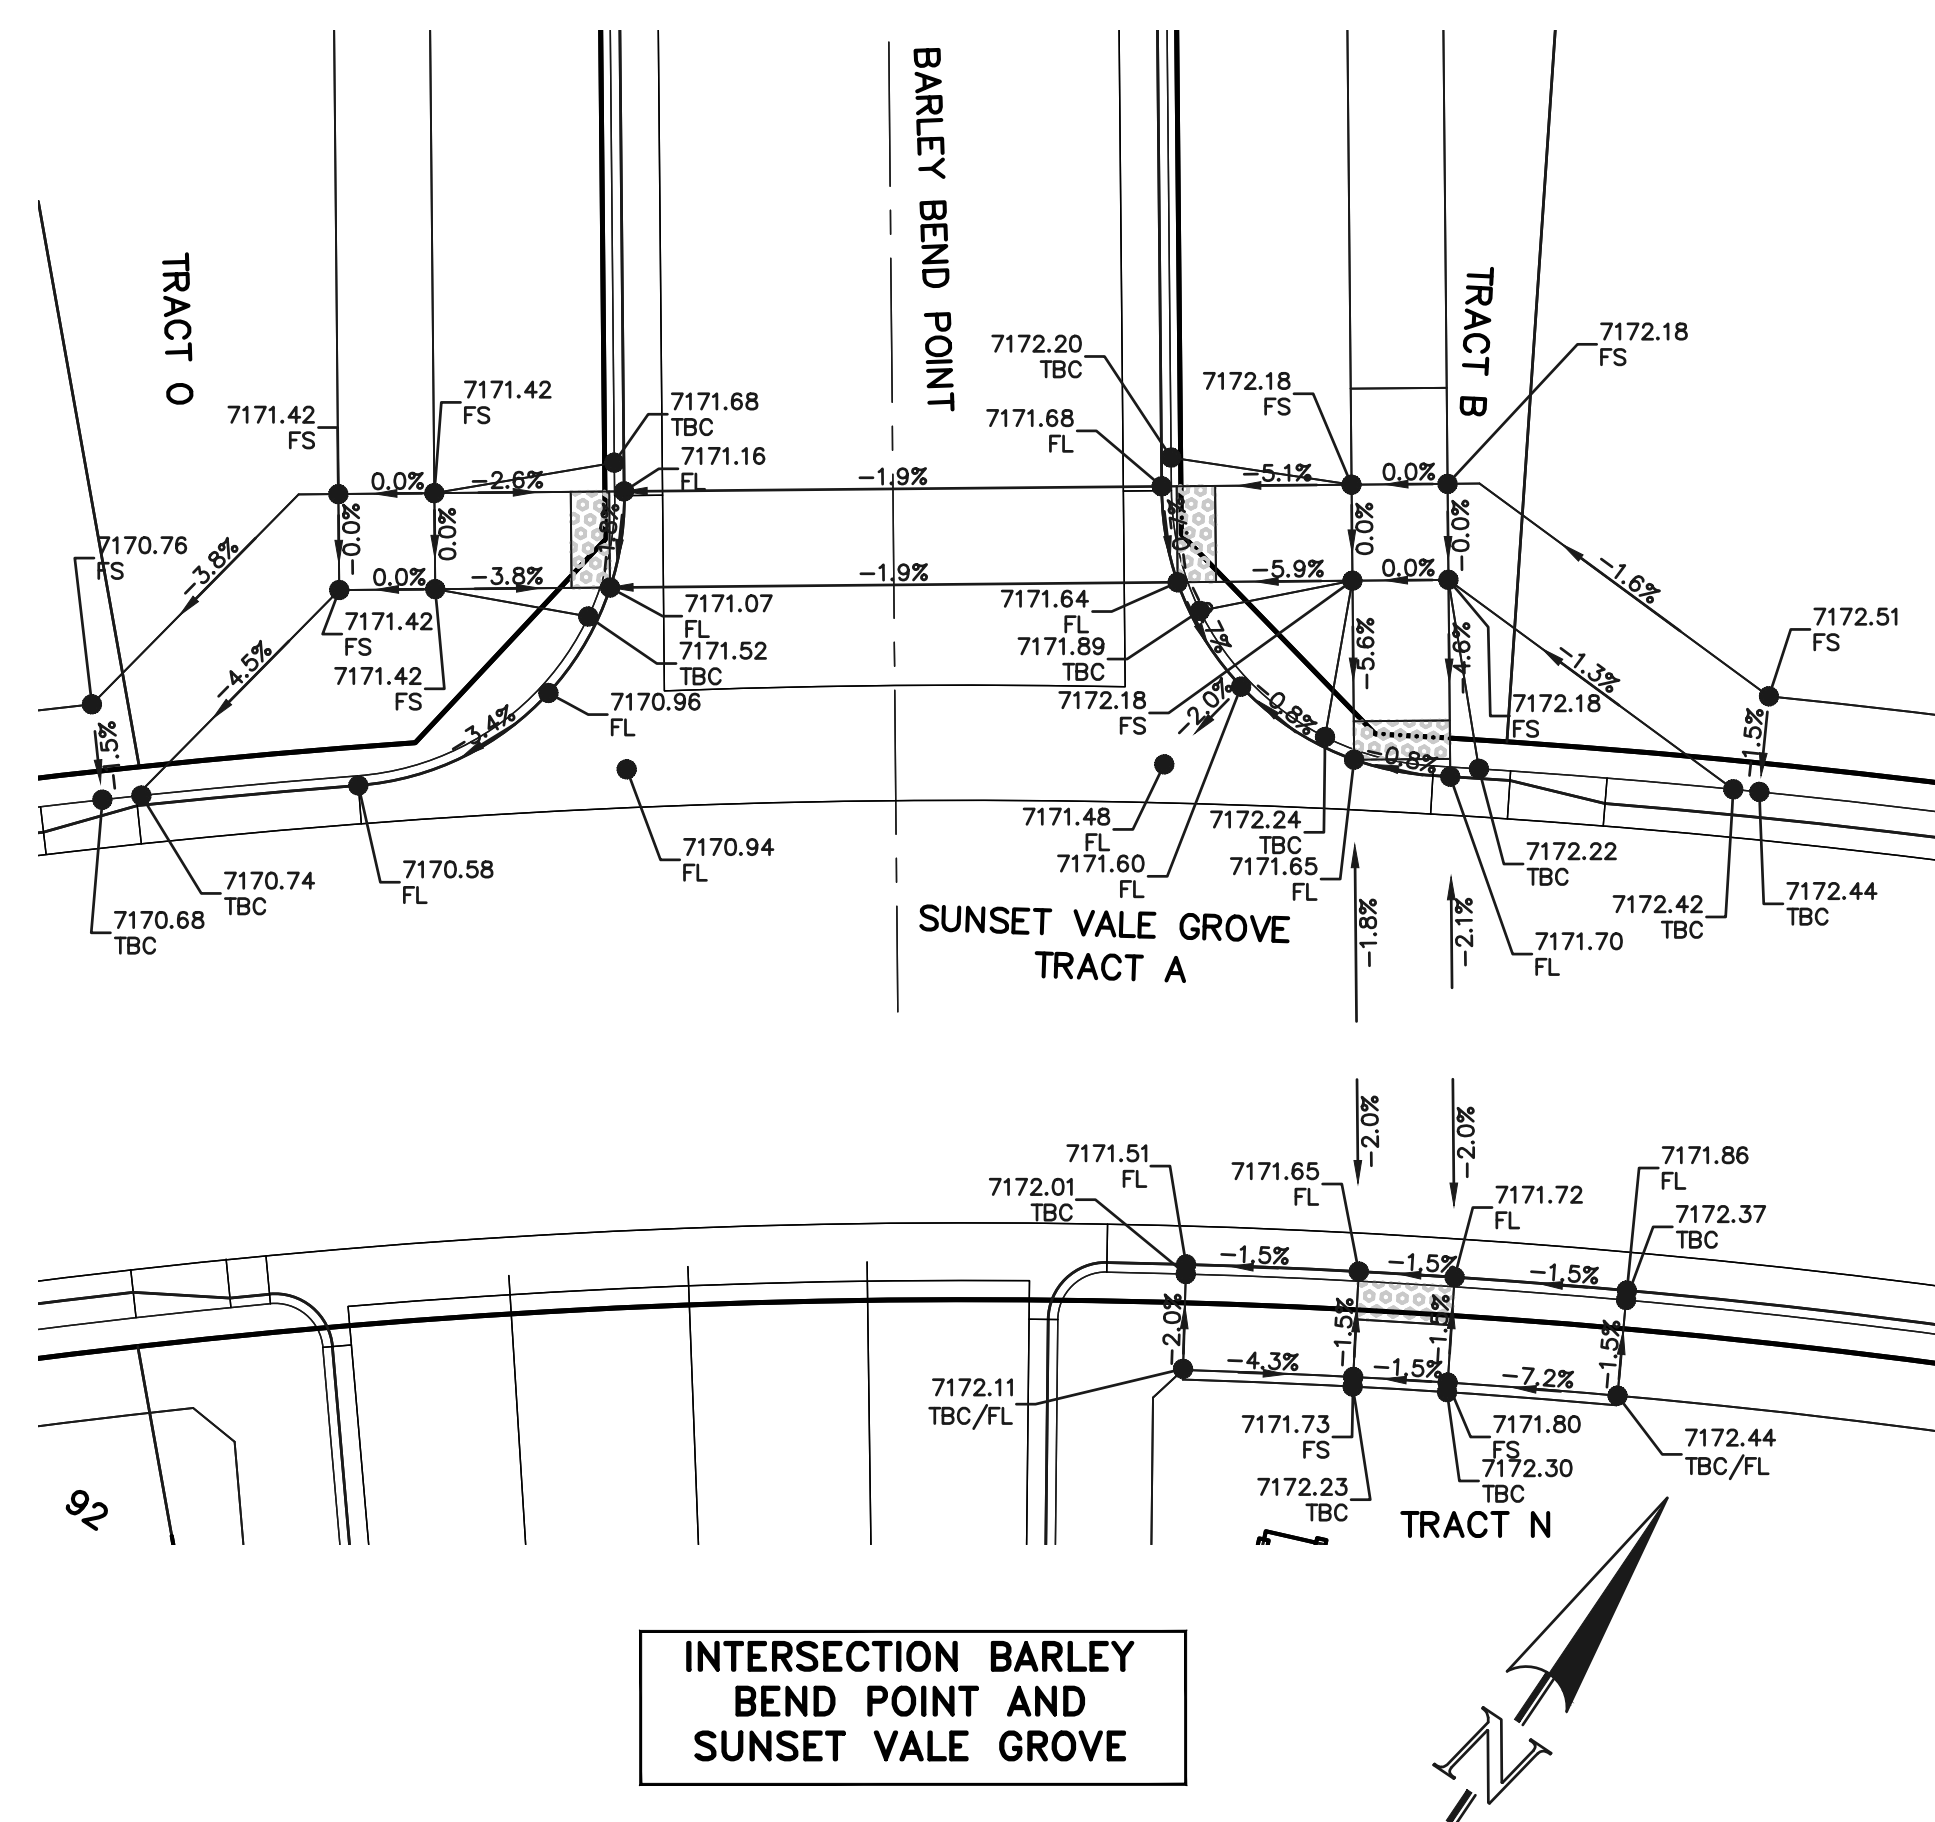 BARLEY BEND POINT
TRACT O
TRACT B
7172.18
FS
7172.20
TBC
7172.18
FS
7171.42
FS
7171.42
FS
7171.68
TBC
7171.68
FL
7171.16
FL
0.0%
-2.6%
-1.9%
-5.1%
0.0%
-0.0%
0.0%
0.0%
-0.0%
7170.76
FS
-3.8%
0.0%
-3.8%
-1.9%
-5.9%
0.0%
-1.6%
7171.42
FS
7171.07
FL
7171.64
FL
7172.51
FS
7171.42
FS
7171.52
TBC
7171.89
TBC
-5.6%
-4.6%
-4.5%
-1.3%
7170.96
FL
7172.18
FS
-2.0%
-0.8%
7172.18
FS
-3.4%
-1.5%
-0.8%
7171.48
FL
7172.24
TBC
7170.94
FL
7171.60
FL
7171.65
FL
7172.22
TBC
7170.58
FL
7170.74
TBC
7170.68
TBC
7172.42
TBC
7172.44
TBC
7171.70
FL
SUNSET VALE GROVE
TRACT A
-1.8%
-2.1%
-2.0%
-2.0%
7171.51
FL
7171.65
FL
7171.86
FL
7172.01
TBC
7171.72
FL
7172.37
TBC
-1.5%
-1.5%
-1.5%
-2.0%
-1.5%
-1.5%
-1.5%
-4.3%
-1.5%
-7.2%
7172.11
TBC/FL
7171.73
FS
7171.80
FS
7172.44
TBC/FL
7172.23
TBC
7172.30
TBC
92
TRACT N
INTERSECTION BARLEY
BEND POINT AND
SUNSET VALE GROVE
N